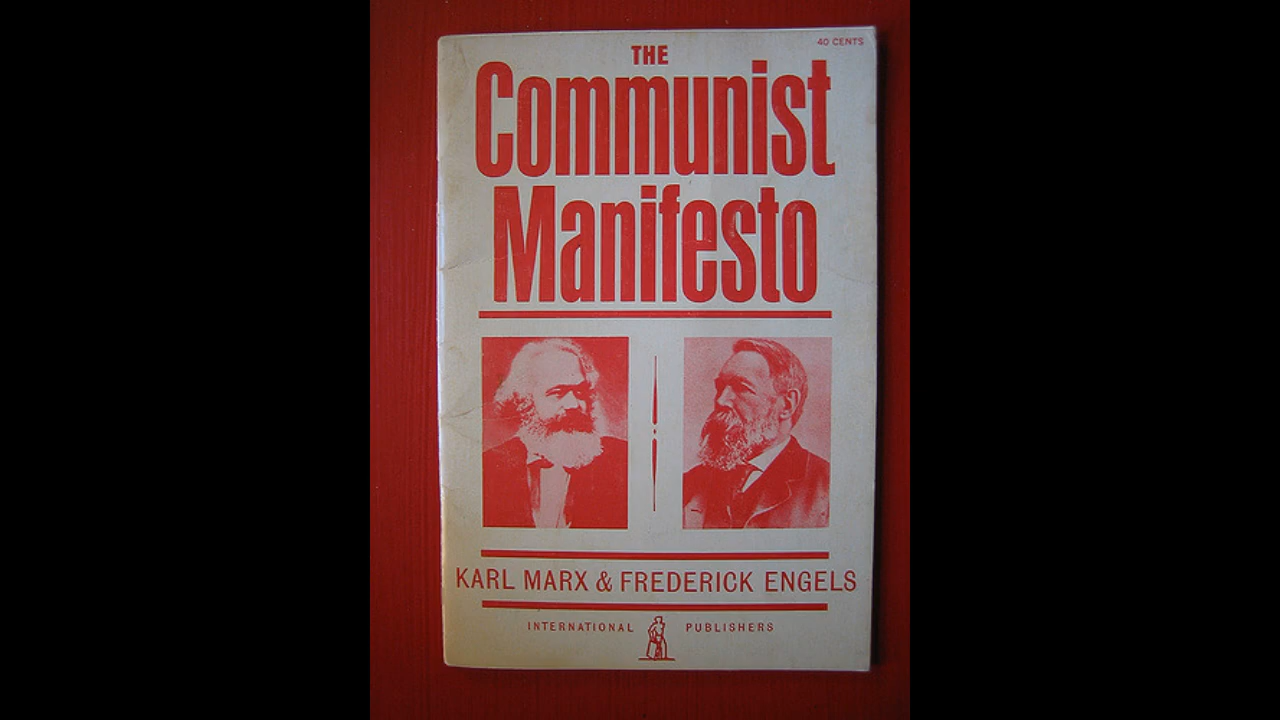 40 CENTS
THE
Communist
Manifesto
KARL MARX & FREDERICK ENGELS
INTERNATIONAL PUBLISHERS